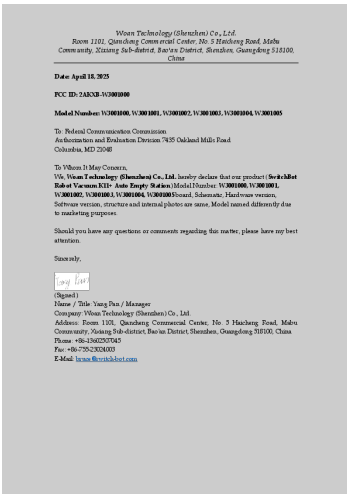 Woan Technology (Shenzhen) Co., Ltd.
Room 1101, Qiancheng Commercial Center, No. 5 Haicheng Road, Mabu
Community, Xixiang Sub-district, Bao'an District, Shenzhen, Guangdong 518100,
China
Date: April 18, 2025
FCC ID: 2AKXB-W3001000
Model Number: W3001000, W3001001, W3001002, W3001003, W3001004, W3001005
To: Federal Communication Commission
Authorization and Evaluation Division 7435 Oakland Mills Road
Columbia, MD 21048
To Whom It May Concern,
We, Woan Technology (Shenzhen) Co., Ltd. hereby declare that our product (SwitchBot
Robot Vacuum K11+ Auto Empty Station) Model Number: W3001000, W3001001,
W3001002, W3001003, W3001004, W3001005 board, Schematic, Hardware version,
Software version, structure and internal photos are same, Model named differently due
to marketing purposes.
Should you have any questions or comments regarding this matter, please have my best
attention.
Sincerely,
Yang Pan
(Signed)
Name / Title: Yang Pan / Manager
Company: Woan Technology (Shenzhen) Co., Ltd.
Address: Room 1101, Qiancheng Commercial Center, No. 5 Haicheng Road, Mabu
Community, Xixiang Sub-district, Bao'an District, Shenzhen, Guangdong 518100, China
Phone: +86-13602507045
Fax: +86-755-23024003
E-Mail: bruce@switch-bot.com